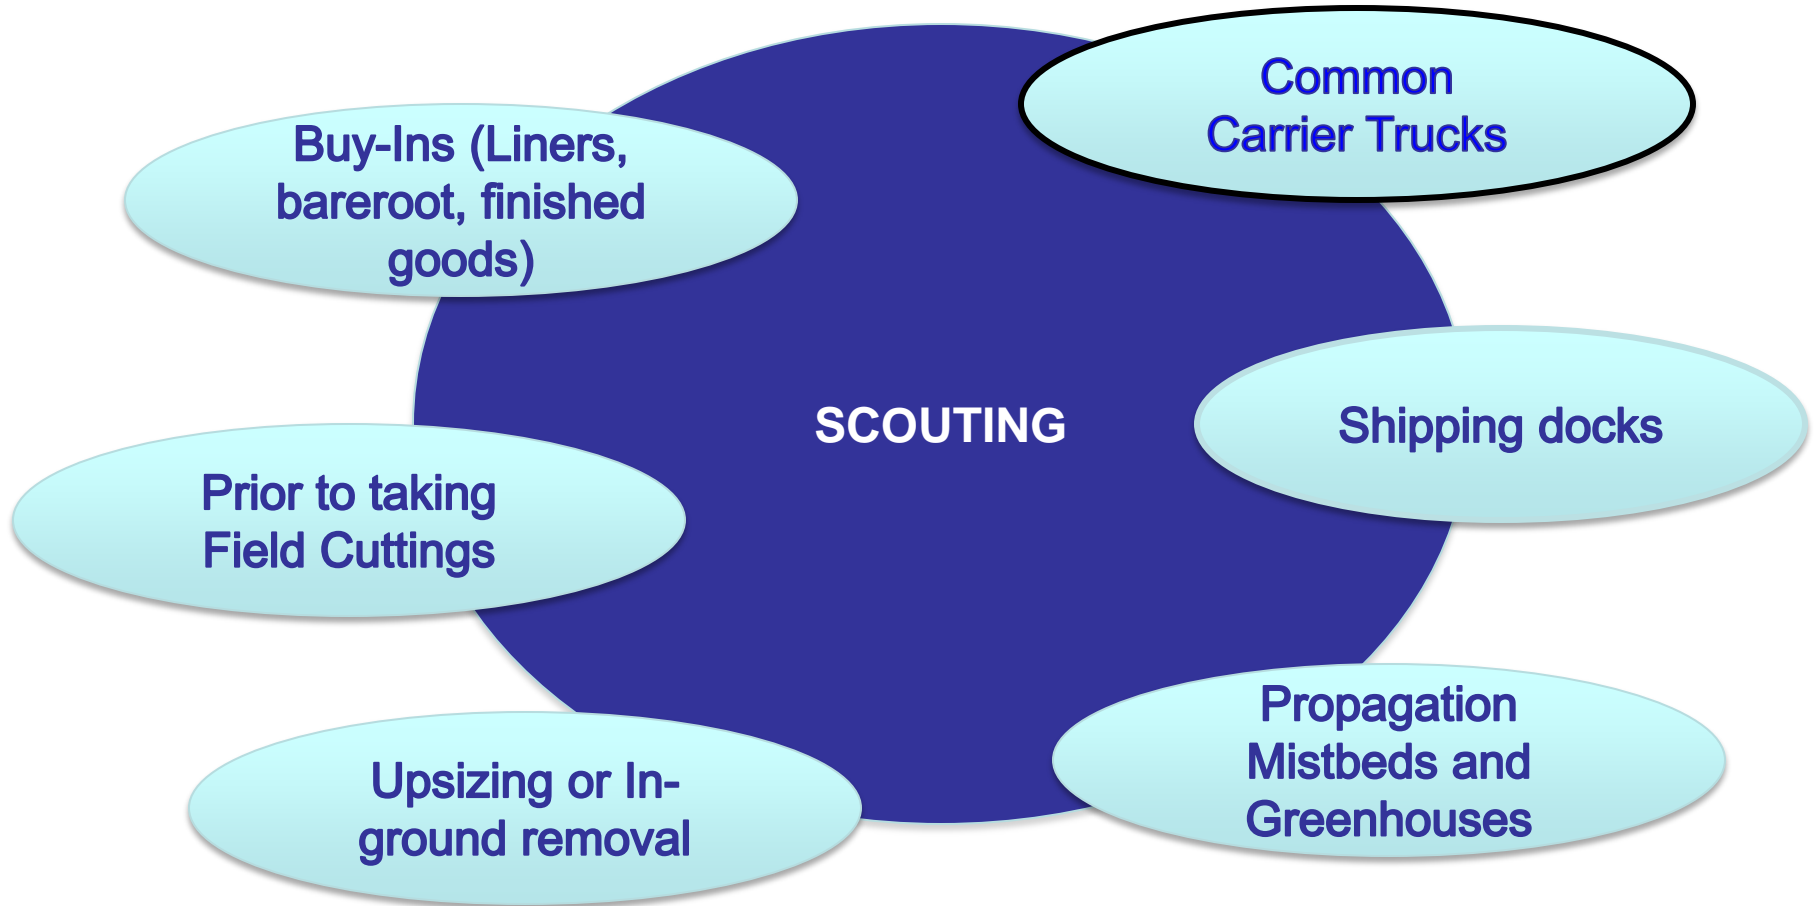 Common
Carrier Trucks
Buy-Ins (Liners,
bareroot, finished
goods)
SCOUTING
Shipping docks
Prior to taking
Field Cuttings
Propagation
Mistbeds and
Greenhouses
Upsizing or In-
ground removal